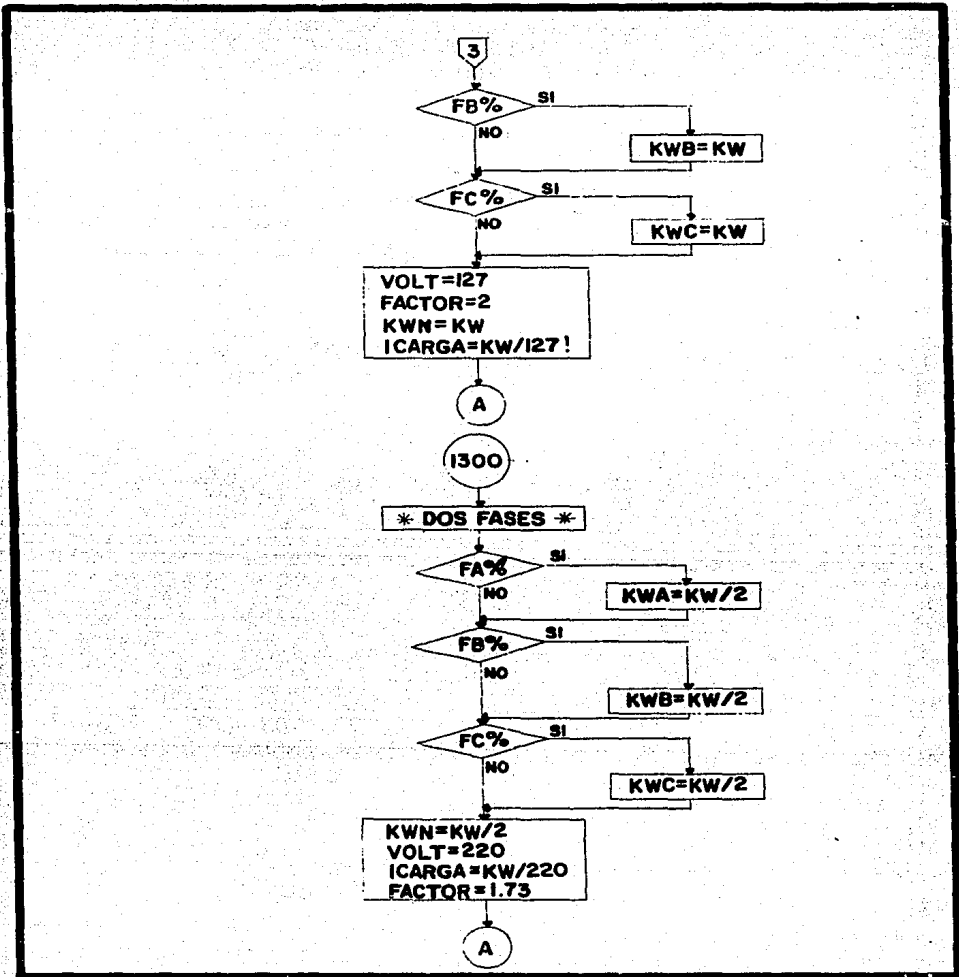 3
FB%
SI
NO
KWB=KW
FC%
SI
NO
KWC=KW
VOLT=127
FACTOR=2
KWN=KW
ICARGA=KW/127!
A
1300
* DOS FASES *
FA%
SI
NO
KWA=KW/2
FB%
SI
NO
KWB=KW/2
FC%
SI
NO
KWC=KW/2
KWN=KW/2
VOLT=220
ICARGA=KW/220
FACTOR=1.73
A